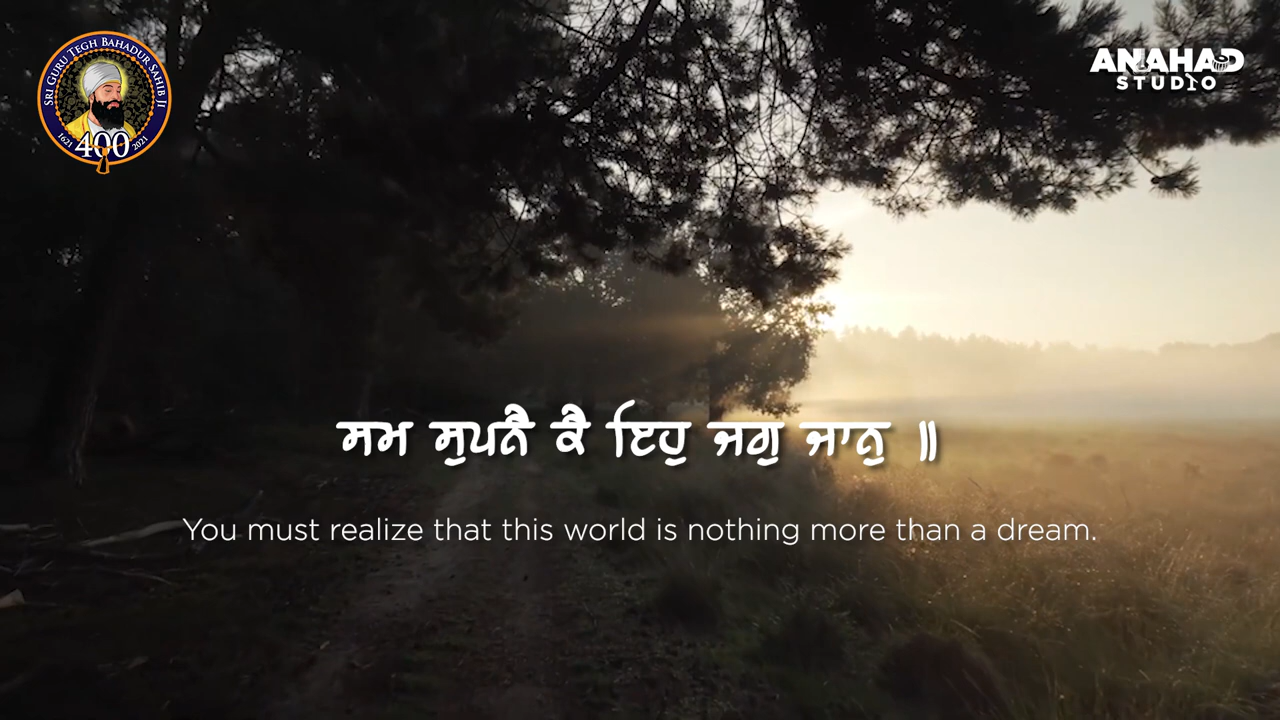 SRI GURU TEGH BAHADUR SAHIB JI
1621 400 2021
ANAHAD
STUDIO
ਸਮ ਸੁਪਨੈ ਕੈ ਇਹੁ ਜਗੁ ਜਾਨੁ ॥
You must realize that this world is nothing more than a dream.